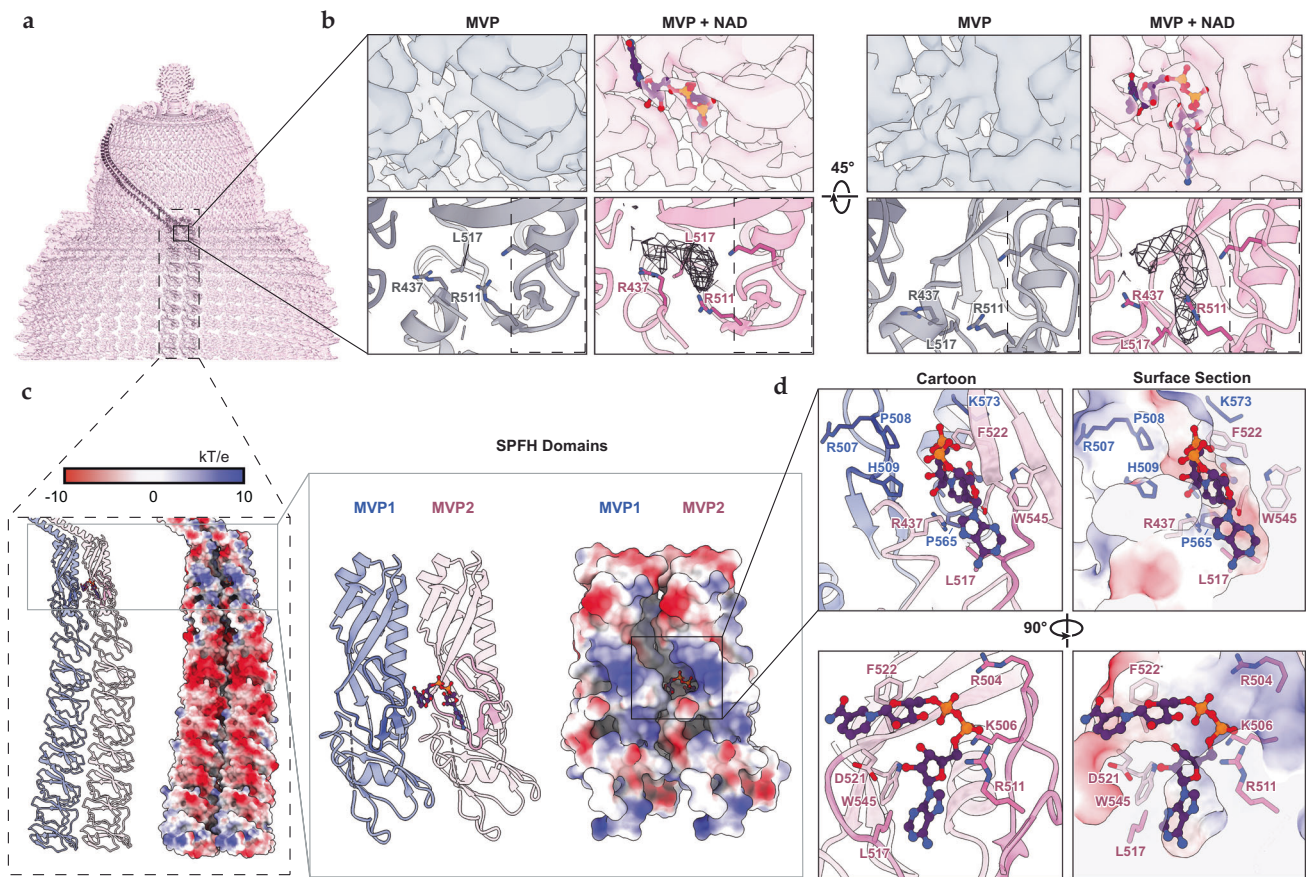 a
b
MVP
MVP + NAD
MVP
MVP + NAD
45°
L517
R437
R511
L517
R437
R511
R437
R511
L517
R437
R511
L517
c
kT/e
-10
0
10
SPFH Domains
MVP1
MVP2
MVP1
MVP2
d
Cartoon
Surface Section
K573
P508
F522
R507
H509
R437
W545
P565
L517
K573
P508
F522
R507
H509
R437
W545
P565
L517
90°
F522
R504
K506
D521
W545
R511
L517
F522
R504
K506
D521
W545
R511
L517